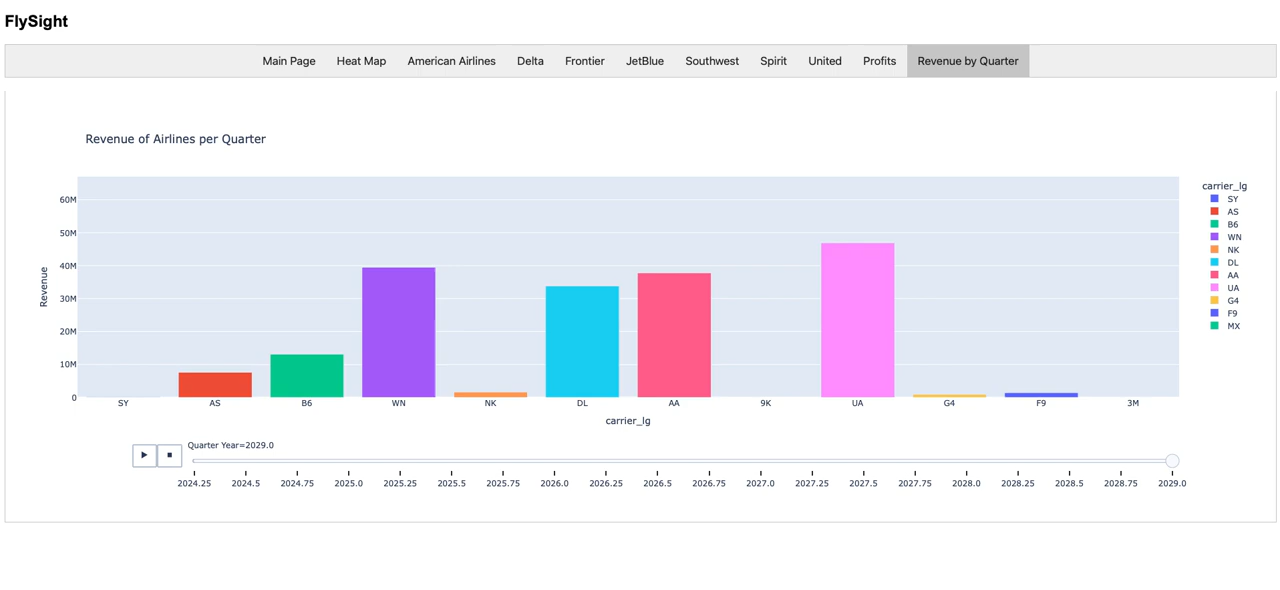 FlySight
Main Page Heat Map American Airlines Delta Frontier JetBlue Southwest Spirit United Profits Revenue by Quarter
Revenue of Airlines per Quarter
60M
50M
40M
30M
20M
10M
0
Revenue
SY AS B6 WN NK DL AA 9K UA G4 F9 3M
carrier_lg
carrier_lg
SY
AS
B6
WN
NK
DL
AA
UA
G4
F9
MX
Quarter Year=2029.0
2024.25 2024.5 2024.75 2025.0 2025.25 2025.5 2025.75 2026.0 2026.25 2026.5 2026.75 2027.0 2027.25 2027.5 2027.75 2028.0 2028.25 2028.5 2028.75 2029.0